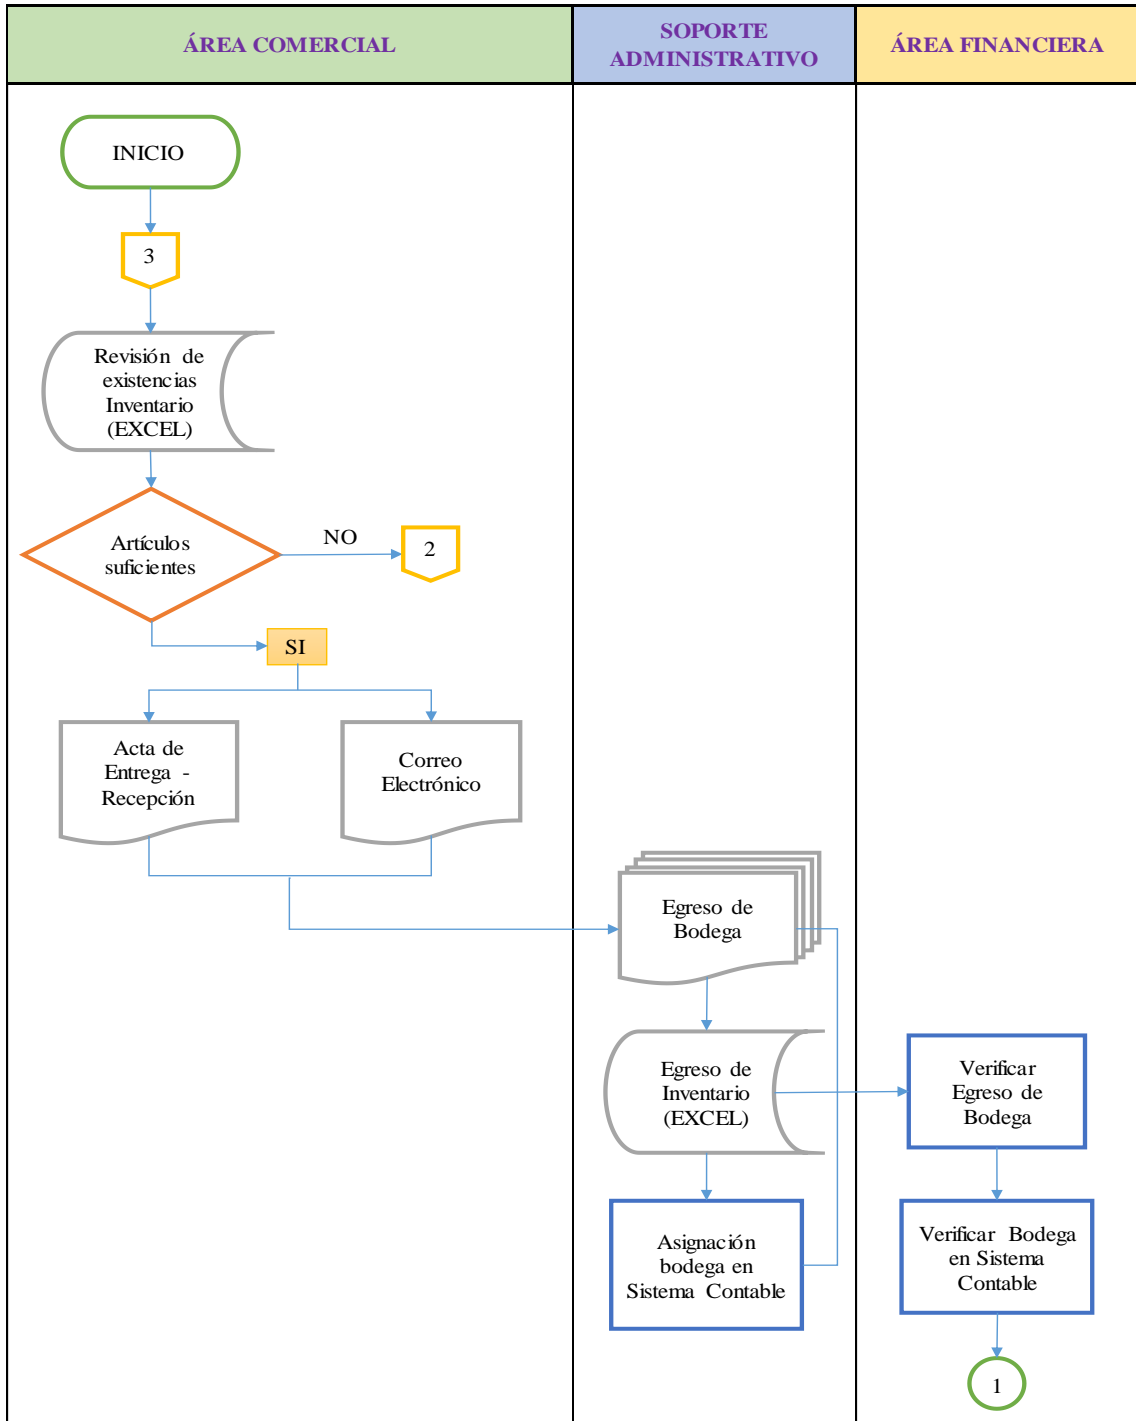 ÁREA COMERCIAL
SOPORTE
ADMINISTRATIVO
ÁREA FINANCIERA
INICIO
3
Revisión de
existencias
Inventario
(EXCEL)
Artículos
suficientes
NO
2
SI
Acta de
Entrega -
Recepción
Correo
Electrónico
Egreso de
Bodega
Egreso de
Inventario
(EXCEL)
Verificar
Egreso de
Bodega
Asignación
bodega en
Sistema Contable
Verificar Bodega
en Sistema
Contable
1